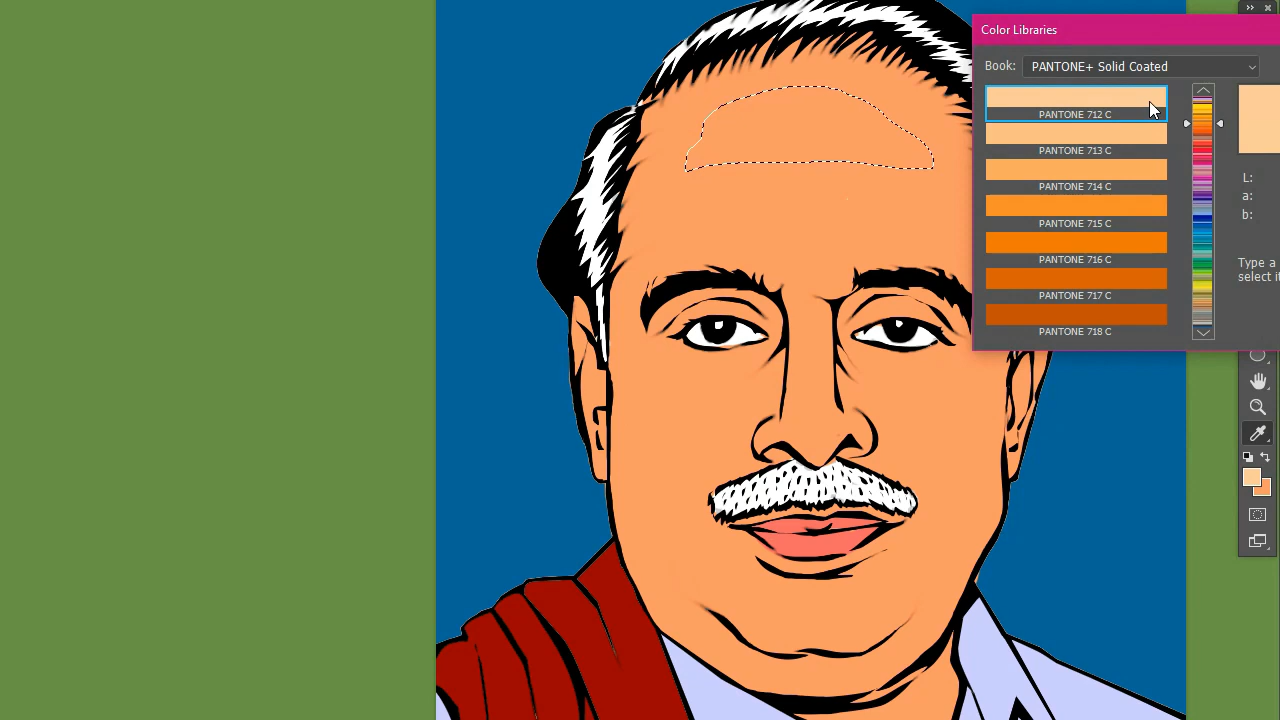 Color Libraries
Book: PANTONE+ Solid Coated
PANTONE 712 C
PANTONE 713 C
PANTONE 714 C
PANTONE 715 C
PANTONE 716 C
PANTONE 717 C
PANTONE 718 C
L:
a:
b:
Type a
select